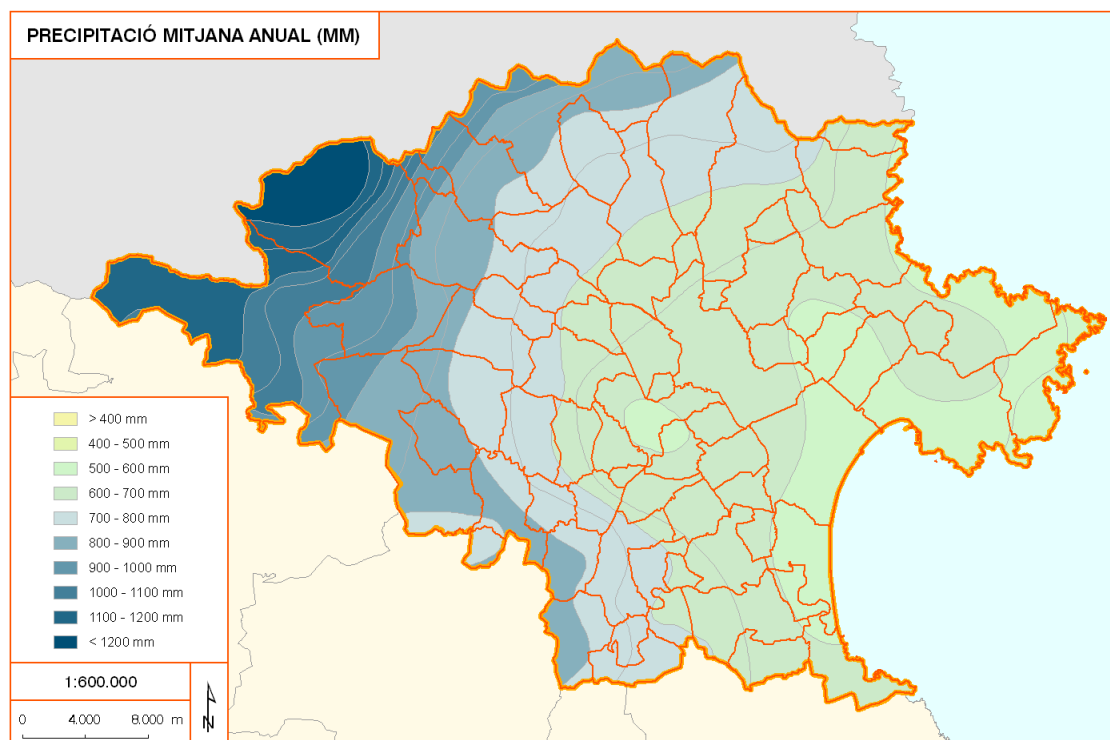 PRECIPITACIÓ MITJANA ANUAL (MM)
> 400 mm
400 - 500 mm
500 - 600 mm
600 - 700 mm
700 - 800 mm
800 - 900 mm
900 - 1000 mm
1000 - 1100 mm
1100 - 1200 mm
< 1200 mm
1:600.000
N
0 4.000 8.000 m